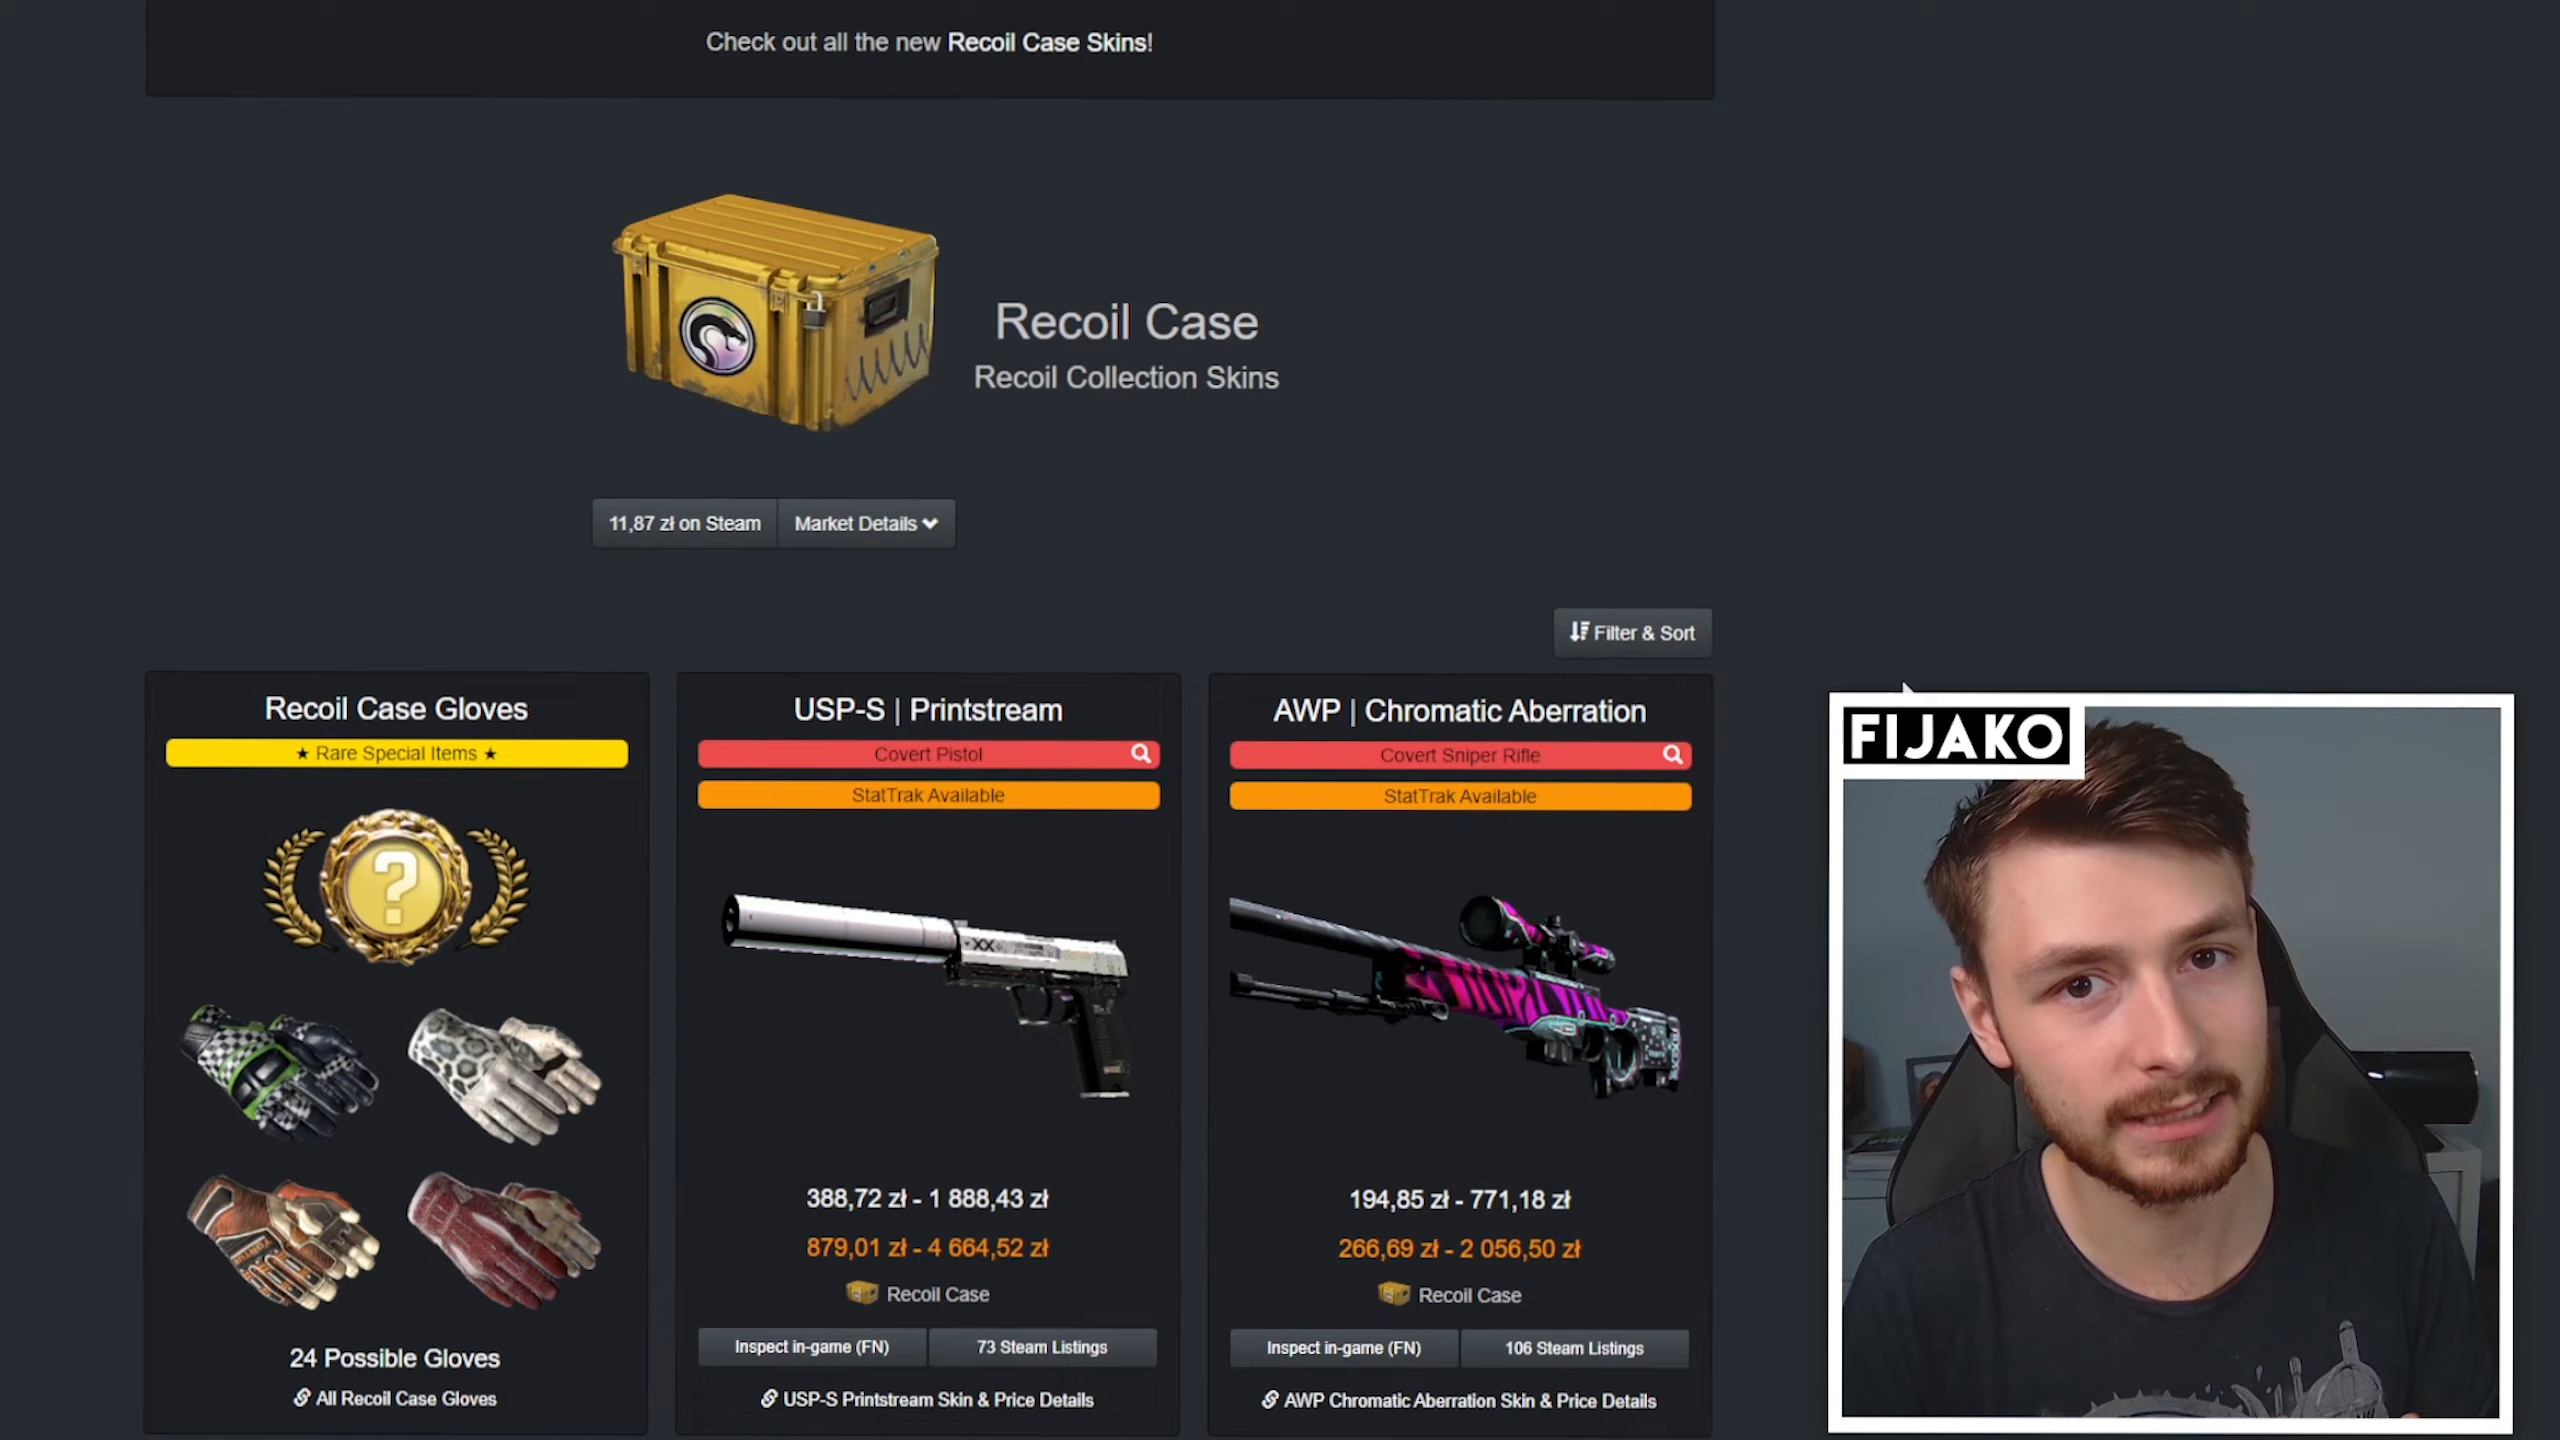 Check out all the new Recoil Case Skins!
Recoil Case
Recoil Collection Skins
11,87 zł on Steam
Market Details
Filter & Sort
Recoil Case Gloves
★ Rare Special Items ★
?
24 Possible Gloves
All Recoil Case Gloves
USP-S | Printstream
Covert Pistol
StatTrak Available
XX
388,72 zł - 1 888,43 zł
879,01 zł - 4 664,52 zł
Recoil Case
Inspect in-game (FN)
73 Steam Listings
USP-S Printstream Skin & Price Details
AWP | Chromatic Aberration
Covert Sniper Rifle
StatTrak Available
194,85 zł - 771,18 zł
266,69 zł - 2 056,50 zł
Recoil Case
Inspect in-game (FN)
106 Steam Listings
AWP Chromatic Aberration Skin & Price Details
FIJAKO